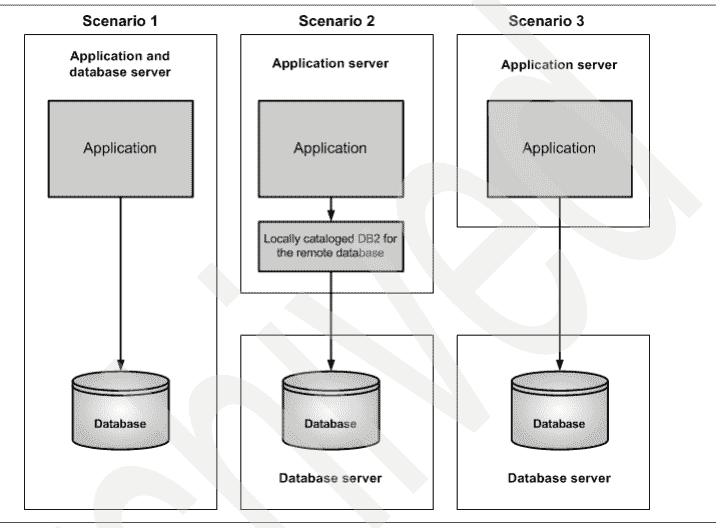 Scenario 1
Application and
database server
Application
Database
Scenario 2
Application server
Application
Locally cataloged DB2 for
the remote database
Database
Database server
Scenario 3
Application server
Application
Database
Database server
Archived